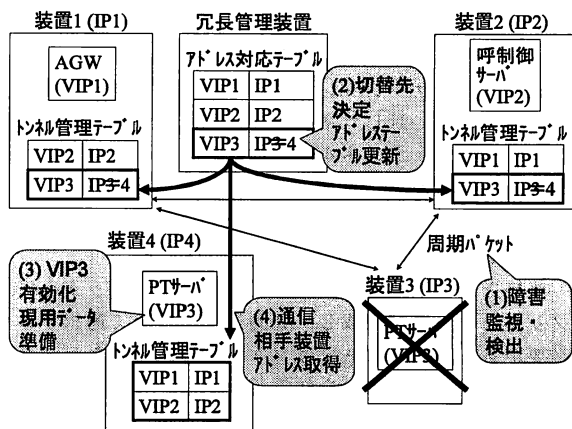 装置1 (IP1)
AGW
(VIP1)
トンネル管理テーブル
VIP2 IP2
VIP3 IP3 4
冗長管理装置
アドレス対応テーブル
VIP1 IP1
VIP2 IP2
VIP3 IP3 4
(2)切替先
決定
アドレステー
ブル更新
装置2 (IP2)
呼制御
サーバ
(VIP2)
トンネル管理テーブル
VIP1 IP1
VIP3 IP3 4
周期パケット
装置4 (IP4)
(3) VIP3
有効化
現用データ
準備
PTサーバ
(VIP3)
トンネル管理テーブル
VIP1 IP1
VIP2 IP2
(4)通信
相手装置
アドレス取得
装置3 (IP3)
PTサーバ
(VIP3)
(1)障害
監視・
検出